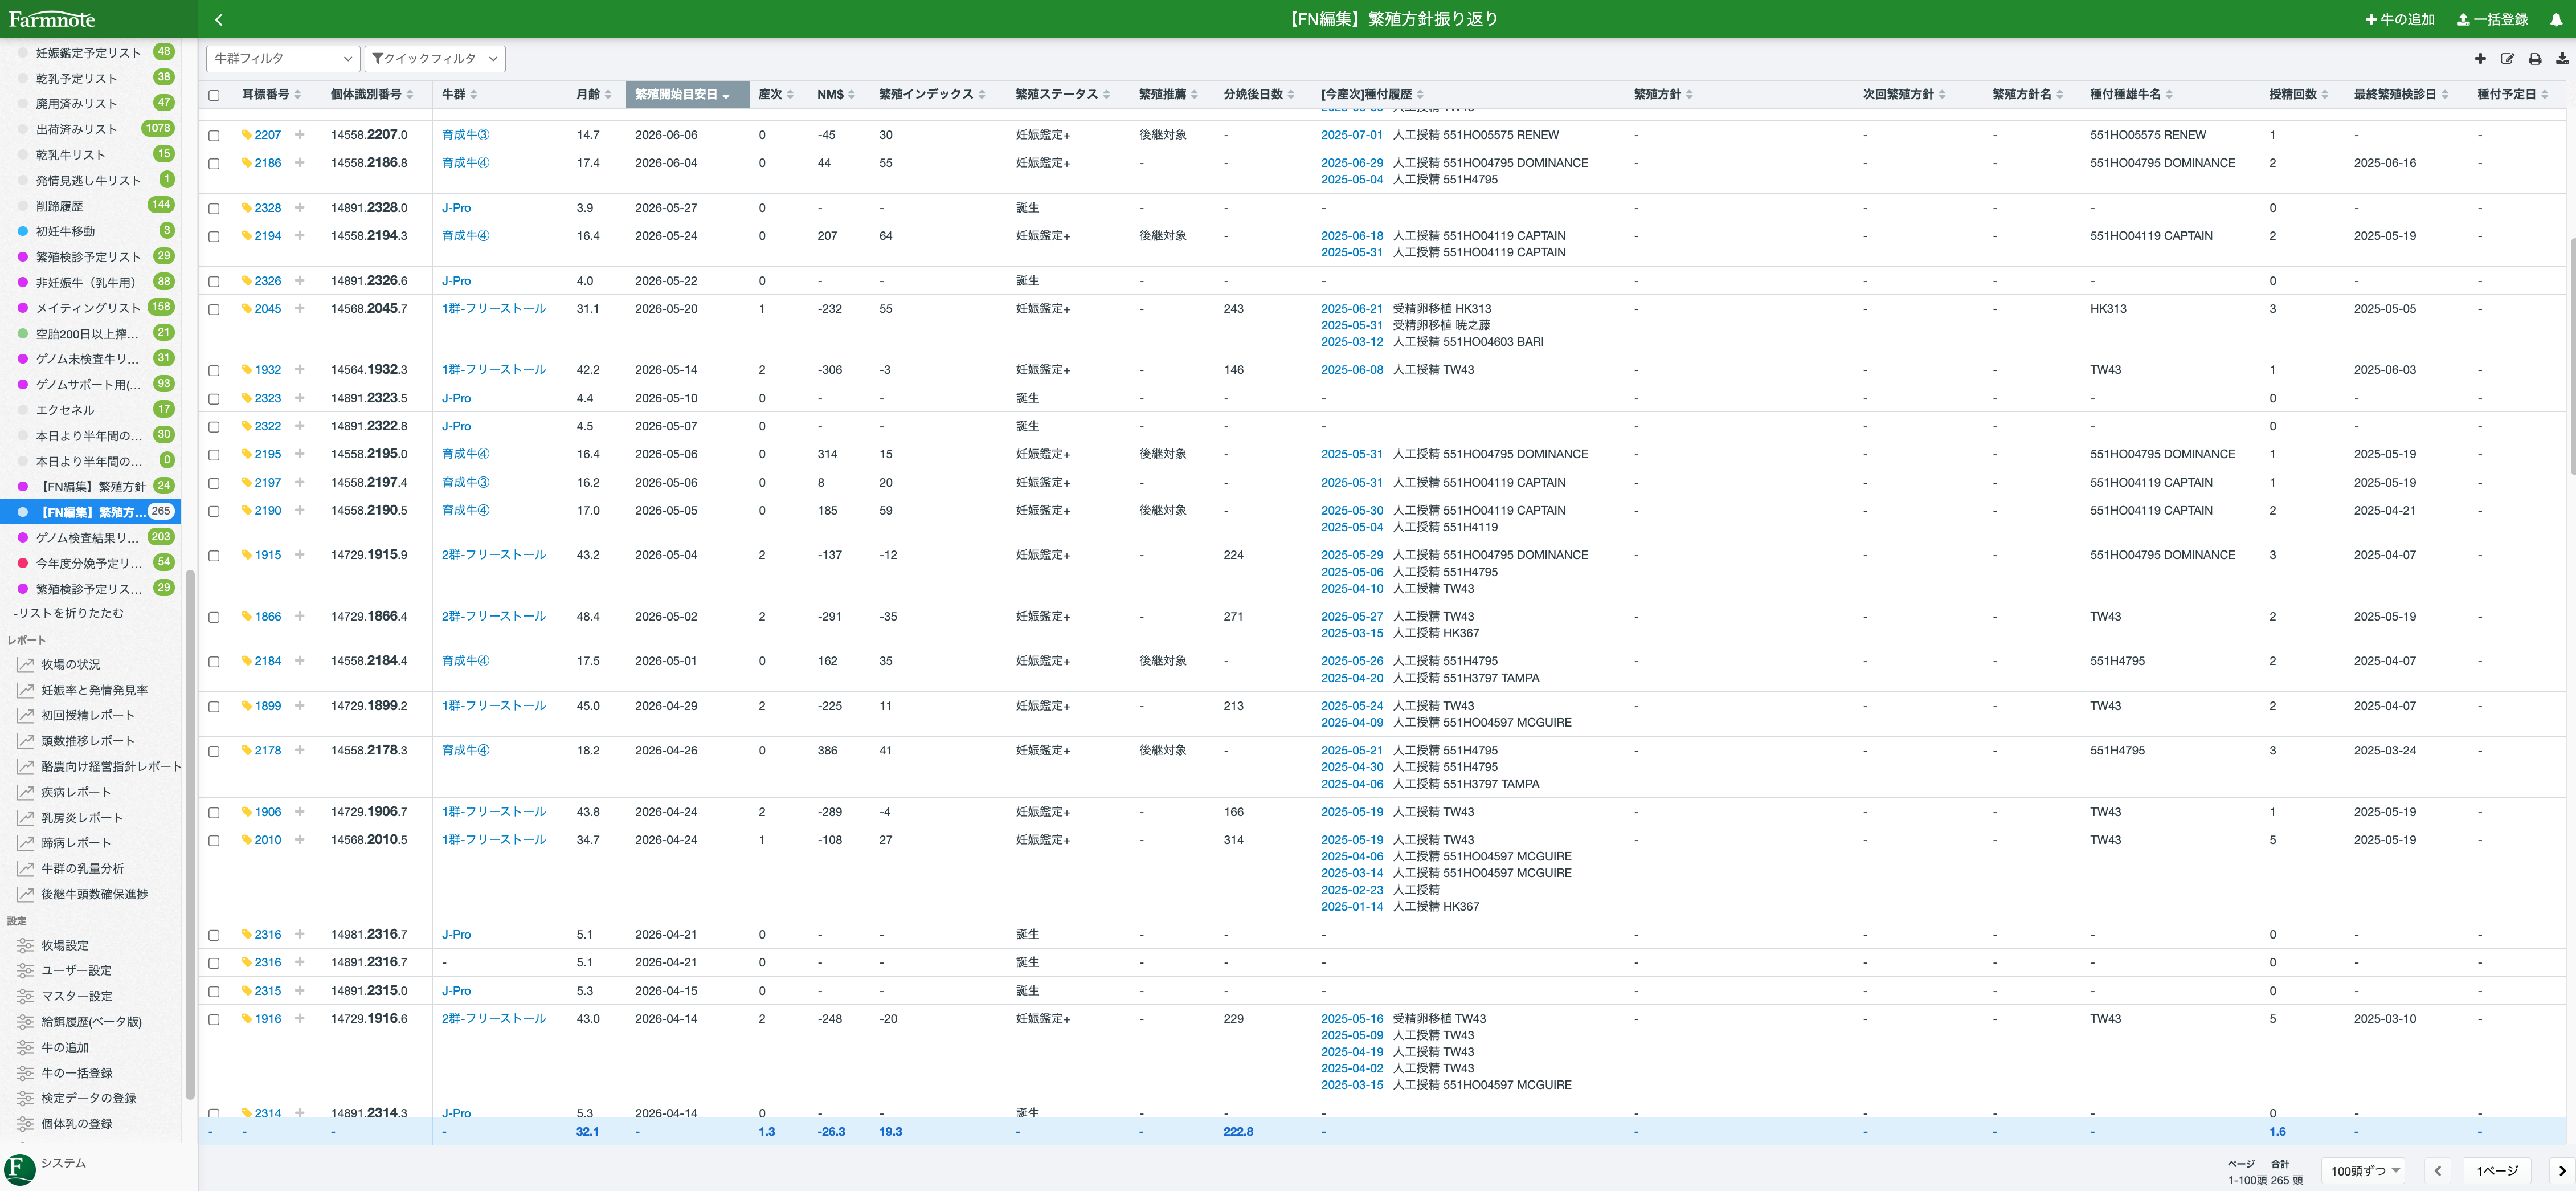 Farmnote
【FN編集】繁殖方針振り返り
牛の追加 一括登録
妊娠鑑定予定リスト 48
乾乳予定リスト 38
廃用済みリスト 47
出荷済みリスト 1078
乾乳牛リスト 15
発情見逃し牛リスト 1
削蹄履歴 144
初妊牛移動 3
繁殖検診予定リスト 29
非妊娠牛（乳牛用） 88
メイティングリスト 158
空胎200日以上搾... 21
ゲノム未検査牛リ... 31
ゲノムサポート用(... 93
エクセネル 17
本日より半年間の... 30
本日より半年間の... 0
【FN編集】繁殖方針 24
【FN編集】繁殖方... 265
ゲノム検査結果リ... 203
今年度分娩予定リ... 54
繁殖検診予定リス... 29
-リストを折りたたむ
レポート
牧場の状況
妊娠率と発情発見率
初回授精レポート
頭数推移レポート
酪農向け経営指針レポート
疾病レポート
乳房炎レポート
蹄病レポート
牛群の乳量分析
後継牛頭数確保進捗
設定
牧場設定
ユーザー設定
マスター設定
給餌履歴(ベータ版)
牛の追加
牛の一括登録
検定データの登録
個体乳の登録
システム
牛群フィルタ クイックフィルタ
耳標番号 個体識別番号 牛群 月齢 繁殖開始目安日 産次 NM$ 繁殖インデックス 繁殖ステータス 繁殖推薦 分娩後日数 [今産次]種付履歴 繁殖方針 次回繁殖方針 繁殖方針名 種付種雄牛名 授精回数 最終繁殖検診日 種付予定日
2207 14558.2207.0 育成牛③ 14.7 2026-06-06 0 -45 30 妊娠鑑定+ 後継対象 - 2025-07-01 人工授精 551HO05575 RENEW - - - 551HO05575 RENEW 1 - -
2186 14558.2186.8 育成牛④ 17.4 2026-06-04 0 44 55 妊娠鑑定+ - - 2025-06-29 人工授精 551HO04795 DOMINANCE - - - 551HO04795 DOMINANCE 2 2025-06-16 -
2025-05-04 人工授精 551H4795
2328 14891.2328.0 J-Pro 3.9 2026-05-27 0 - - 誕生 - - - - - - - 0 - -
2194 14558.2194.3 育成牛④ 16.4 2026-05-24 0 207 64 妊娠鑑定+ 後継対象 - 2025-06-18 人工授精 551HO04119 CAPTAIN - - - 551HO04119 CAPTAIN 2 2025-05-19 -
2025-05-31 人工授精 551HO04119 CAPTAIN
2326 14891.2326.6 J-Pro 4.0 2026-05-22 0 - - 誕生 - - - - - - - 0 - -
2045 14568.2045.7 1群-フリーストール 31.1 2026-05-20 1 -232 55 妊娠鑑定+ - 243 2025-06-21 受精卵移植 HK313 - - - HK313 3 2025-05-05 -
2025-05-31 受精卵移植 暁之藤
2025-03-12 人工授精 551HO04603 BARI
1932 14564.1932.3 1群-フリーストール 42.2 2026-05-14 2 -306 -3 妊娠鑑定+ - 146 2025-06-08 人工授精 TW43 - - - TW43 1 2025-06-03 -
2323 14891.2323.5 J-Pro 4.4 2026-05-10 0 - - 誕生 - - - - - - - 0 - -
2322 14891.2322.8 J-Pro 4.5 2026-05-07 0 - - 誕生 - - - - - - - 0 - -
2195 14558.2195.0 育成牛④ 16.4 2026-05-06 0 314 15 妊娠鑑定+ 後継対象 - 2025-05-31 人工授精 551HO04795 DOMINANCE - - - 551HO04795 DOMINANCE 1 2025-05-19 -
2197 14558.2197.4 育成牛③ 16.2 2026-05-06 0 8 20 妊娠鑑定+ - - 2025-05-31 人工授精 551HO04119 CAPTAIN - - - 551HO04119 CAPTAIN 1 2025-05-19 -
2190 14558.2190.5 育成牛④ 17.0 2026-05-05 0 185 59 妊娠鑑定+ 後継対象 - 2025-05-30 人工授精 551HO04119 CAPTAIN - - - 551HO04119 CAPTAIN 2 2025-04-21 -
2025-05-04 人工授精 551H4119
1915 14729.1915.9 2群-フリーストール 43.2 2026-05-04 2 -137 -12 妊娠鑑定+ - 224 2025-05-29 人工授精 551HO04795 DOMINANCE - - - 551HO04795 DOMINANCE 3 2025-04-07 -
2025-05-06 人工授精 551H4795
2025-04-10 人工授精 TW43
1866 14729.1866.4 2群-フリーストール 48.4 2026-05-02 2 -291 -35 妊娠鑑定+ - 271 2025-05-27 人工授精 TW43 - - - TW43 2 2025-05-19 -
2025-03-15 人工授精 HK367
2184 14558.2184.4 育成牛④ 17.5 2026-05-01 0 162 35 妊娠鑑定+ 後継対象 - 2025-05-26 人工授精 551H4795 - - - 551H4795 2 2025-04-07 -
2025-04-20 人工授精 551H3797 TAMPA
1899 14729.1899.2 1群-フリーストール 45.0 2026-04-29 2 -225 11 妊娠鑑定+ - 213 2025-05-24 人工授精 TW43 - - - TW43 2 2025-04-07 -
2025-04-09 人工授精 551HO04597 MCGUIRE
2178 14558.2178.3 育成牛④ 18.2 2026-04-26 0 386 41 妊娠鑑定+ 後継対象 - 2025-05-21 人工授精 551H4795 - - - 551H4795 3 2025-03-24 -
2025-04-30 人工授精 551H4795
2025-04-06 人工授精 551H3797 TAMPA
1906 14729.1906.7 1群-フリーストール 43.8 2026-04-24 2 -289 -4 妊娠鑑定+ - 166 2025-05-19 人工授精 TW43 - - - TW43 1 2025-05-19 -
2010 14568.2010.5 1群-フリーストール 34.7 2026-04-24 1 -108 27 妊娠鑑定+ - 314 2025-05-19 人工授精 TW43 - - - TW43 5 2025-05-19 -
2025-04-06 人工授精 551HO04597 MCGUIRE
2025-03-14 人工授精 551HO04597 MCGUIRE
2025-02-23 人工授精
2025-01-14 人工授精 HK367
2316 14981.2316.7 J-Pro 5.1 2026-04-21 0 - - 誕生 - - - - - - - 0 - -
2316 14891.2316.7 - 5.1 2026-04-21 0 - - 誕生 - - - - - - - 0 - -
2315 14891.2315.0 J-Pro 5.3 2026-04-15 0 - - 誕生 - - - - - - - 0 - -
1916 14729.1916.6 2群-フリーストール 43.0 2026-04-14 2 -248 -20 妊娠鑑定+ - 229 2025-05-16 受精卵移植 TW43 - - - TW43 5 2025-03-10 -
2025-05-09 人工授精 TW43
2025-04-19 人工授精 TW43
2025-04-02 人工授精 TW43
2025-03-15 人工授精 551HO04597 MCGUIRE
2314 14891.2314.3 J-Pro 5.3 2026-04-14 0 - - 誕生 - - - - - - - 0 - -
- - - - 32.1 - 1.3 -26.3 19.3 - - 222.8 - - - - - 1.6 - -
ページ 合計
1-100頭 265 頭
100頭ずつ 1ページ